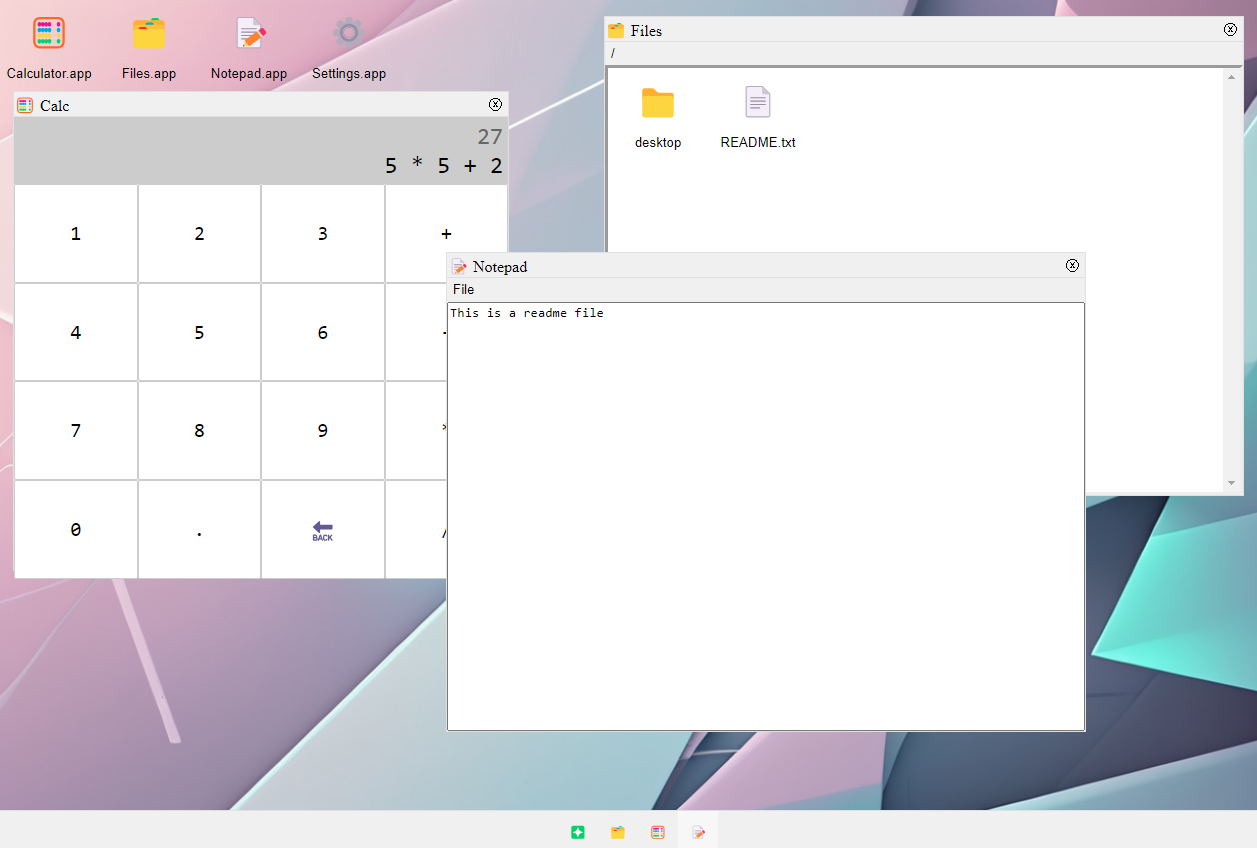 Calculator.app Files.app Notepad.app Settings.app
Files
/
desktop README.txt
Calc
27
5 * 5 + 2
1 2 3 +
4 5 6
7 8 9
0 .
BACK
Notepad
File
This is a readme file